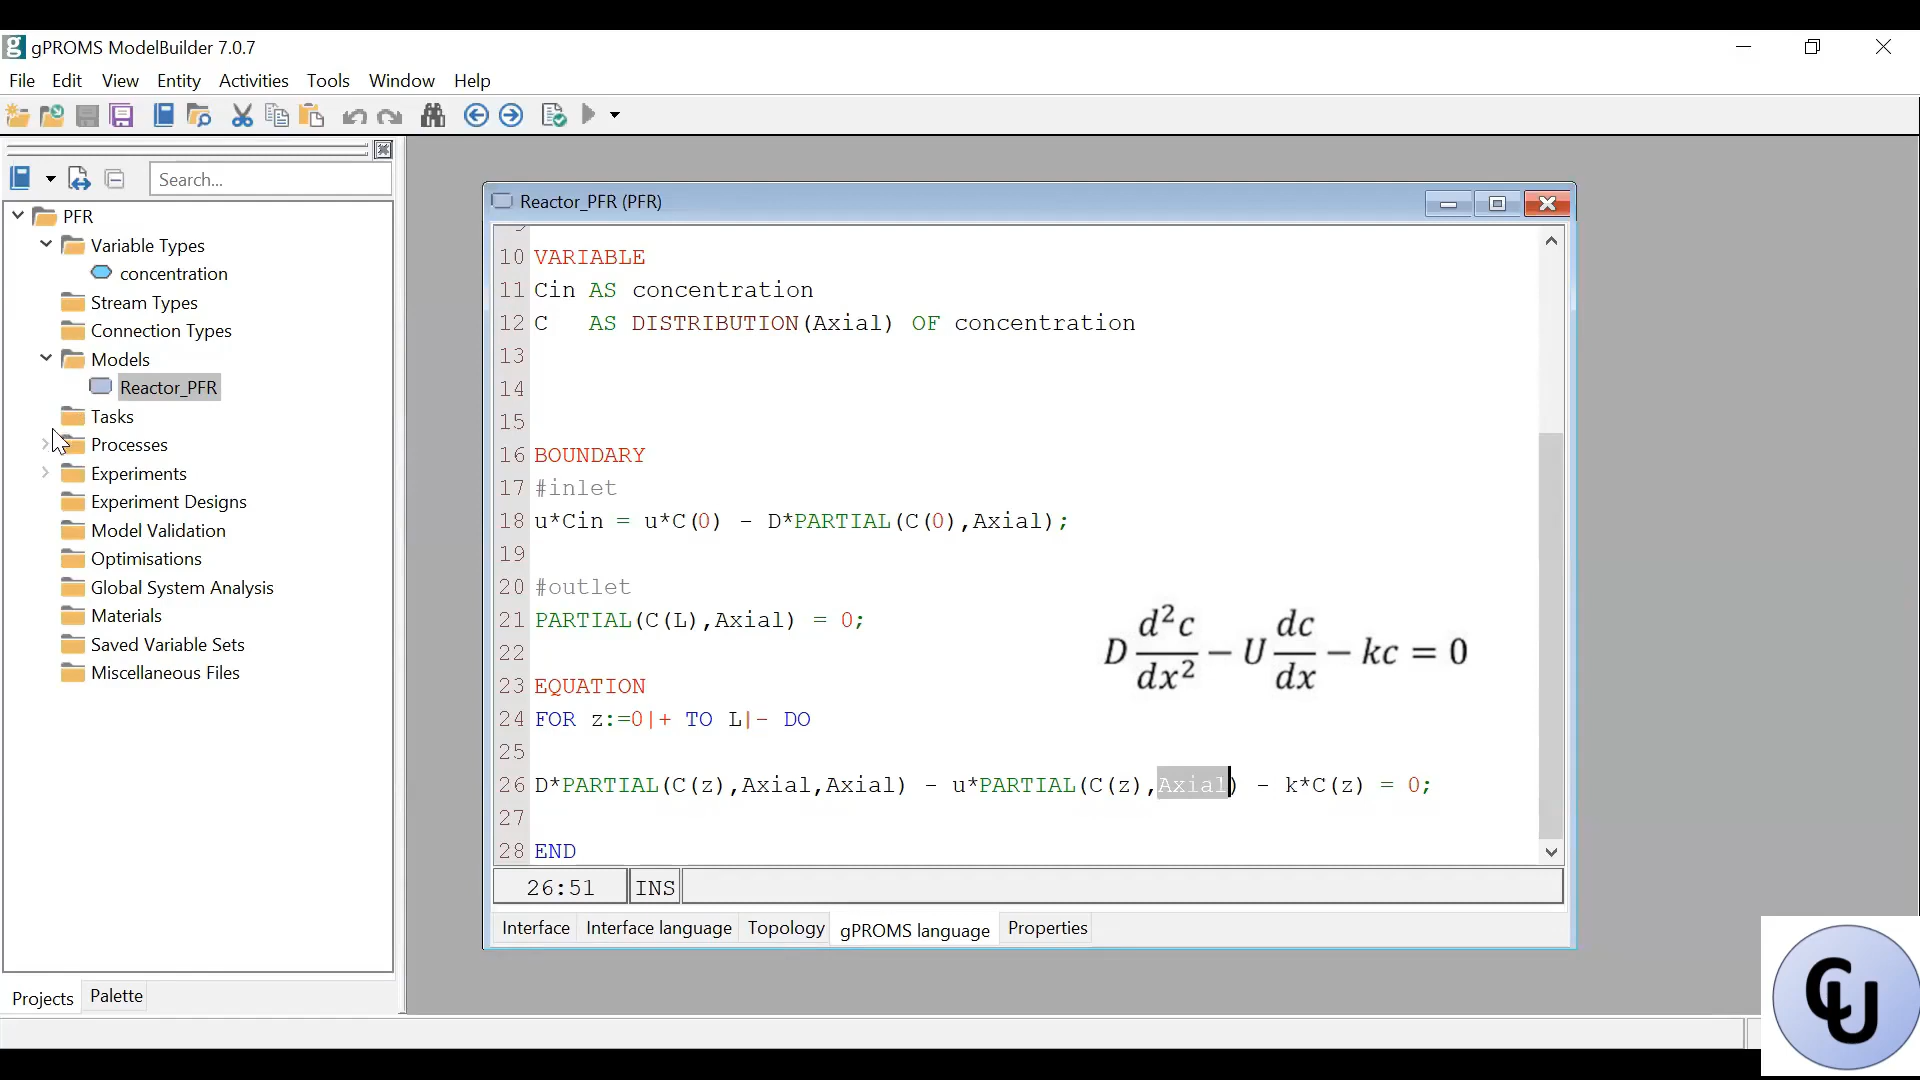 g gPROMS ModelBuilder 7.0.7
File Edit View Entity Activities Tools Window Help
Search...
PFR
Variable Types
concentration
Stream Types
Connection Types
Models
Reactor_PFR
Tasks
Processes
Experiments
Experiment Designs
Model Validation
Optimisations
Global System Analysis
Materials
Saved Variable Sets
Miscellaneous Files
Projects Palette
Reactor_PFR (PFR)
10 VARIABLE
11 Cin AS concentration
12 C AS DISTRIBUTION(Axial) OF concentration
13
14
15
16 BOUNDARY
17 #inlet
18 u*Cin = u*C(0) - D*PARTIAL(C(0),Axial);
19
20 #outlet
21 PARTIAL(C(L),Axial) = 0;
22
23 EQUATION
24 FOR z:=0|+ TO L|- DO
25
26 D*PARTIAL(C(z),Axial,Axial) - u*PARTIAL(C(z),Axial) - k*C(z) = 0;
27
28 END
D d²c/dx² − U dc/dx − kc = 0
26:51 INS
Interface Interface language Topology gPROMS language Properties
CU